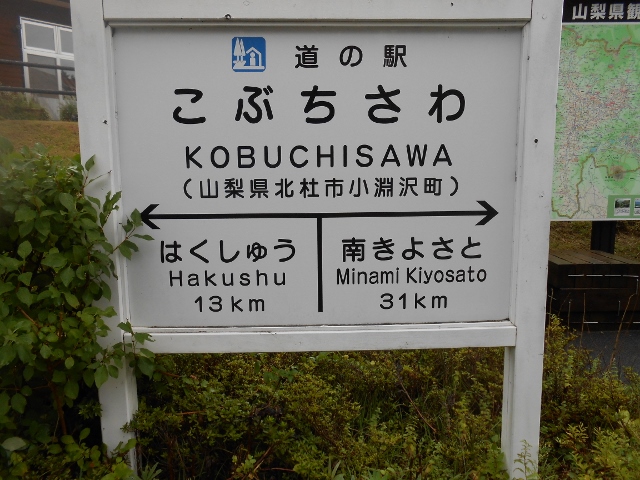 道の駅
こぶちさわ
KOBUCHISAWA
(山梨県北杜市小淵沢町)
はくしゅう
Hakushu
13km
南きよさと
Minami Kiyosato
31km
山梨県観